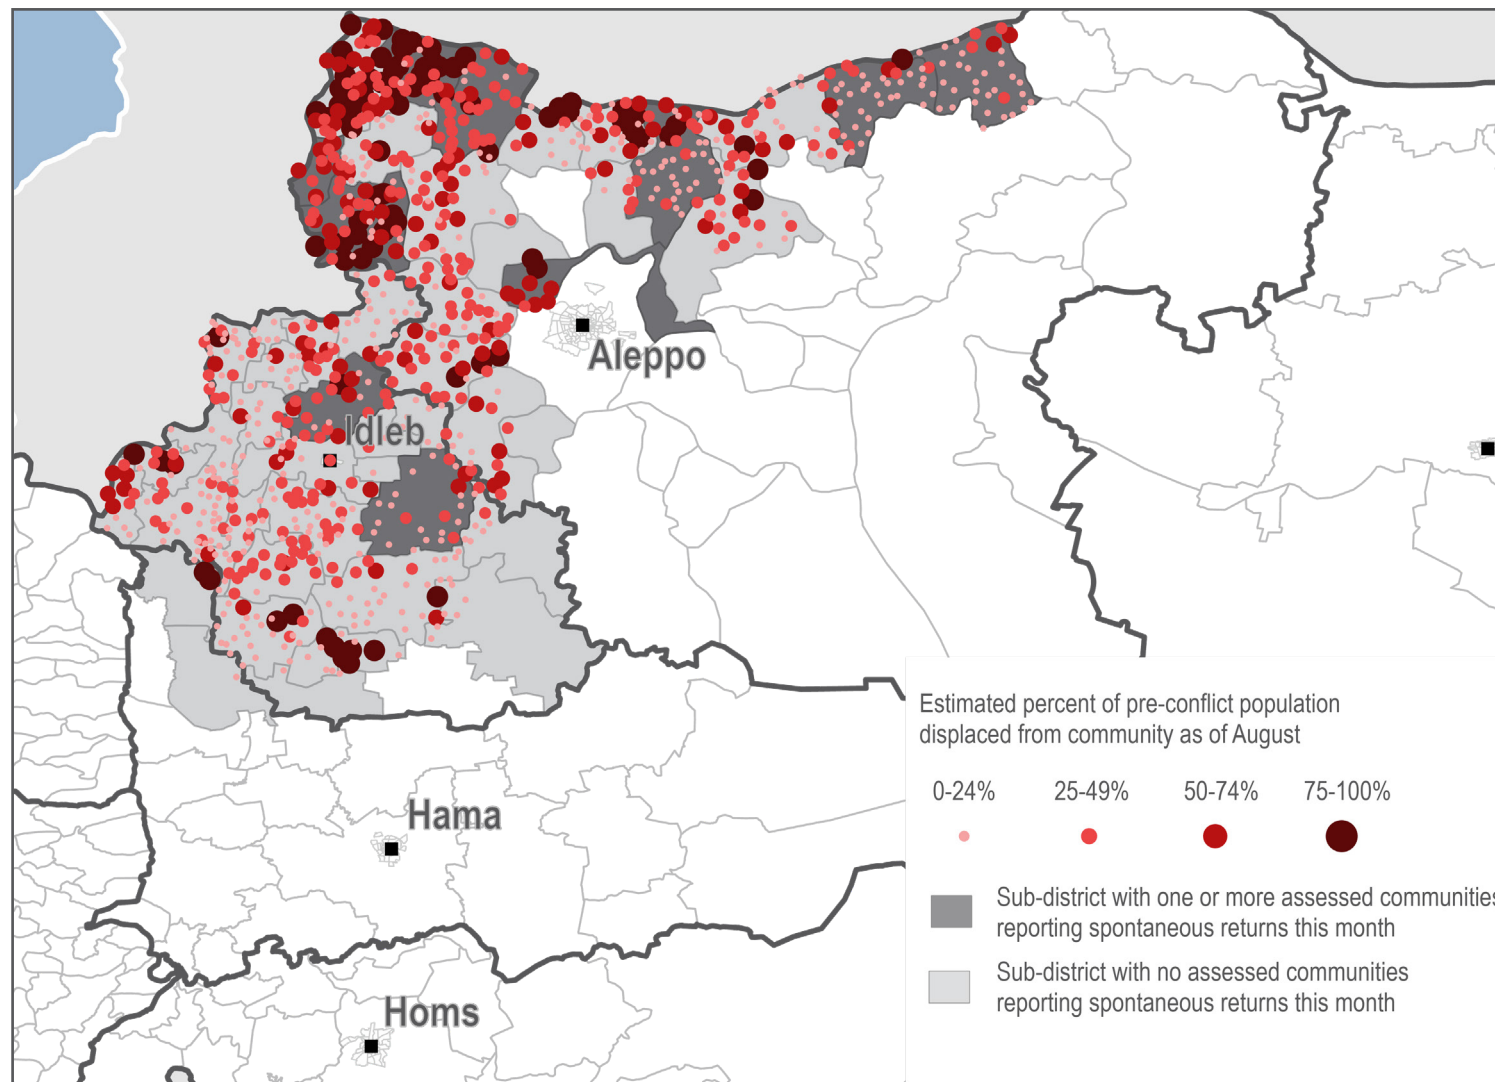 Aleppo
Idleb
Estimated percent of pre-conflict population
displaced from community as of August
0-24% 25-49% 50-74% 75-100%
Hama
Sub-district with one or more assessed communities
reporting spontaneous returns this month
Sub-district with no assessed communities
reporting spontaneous returns this month
Homs